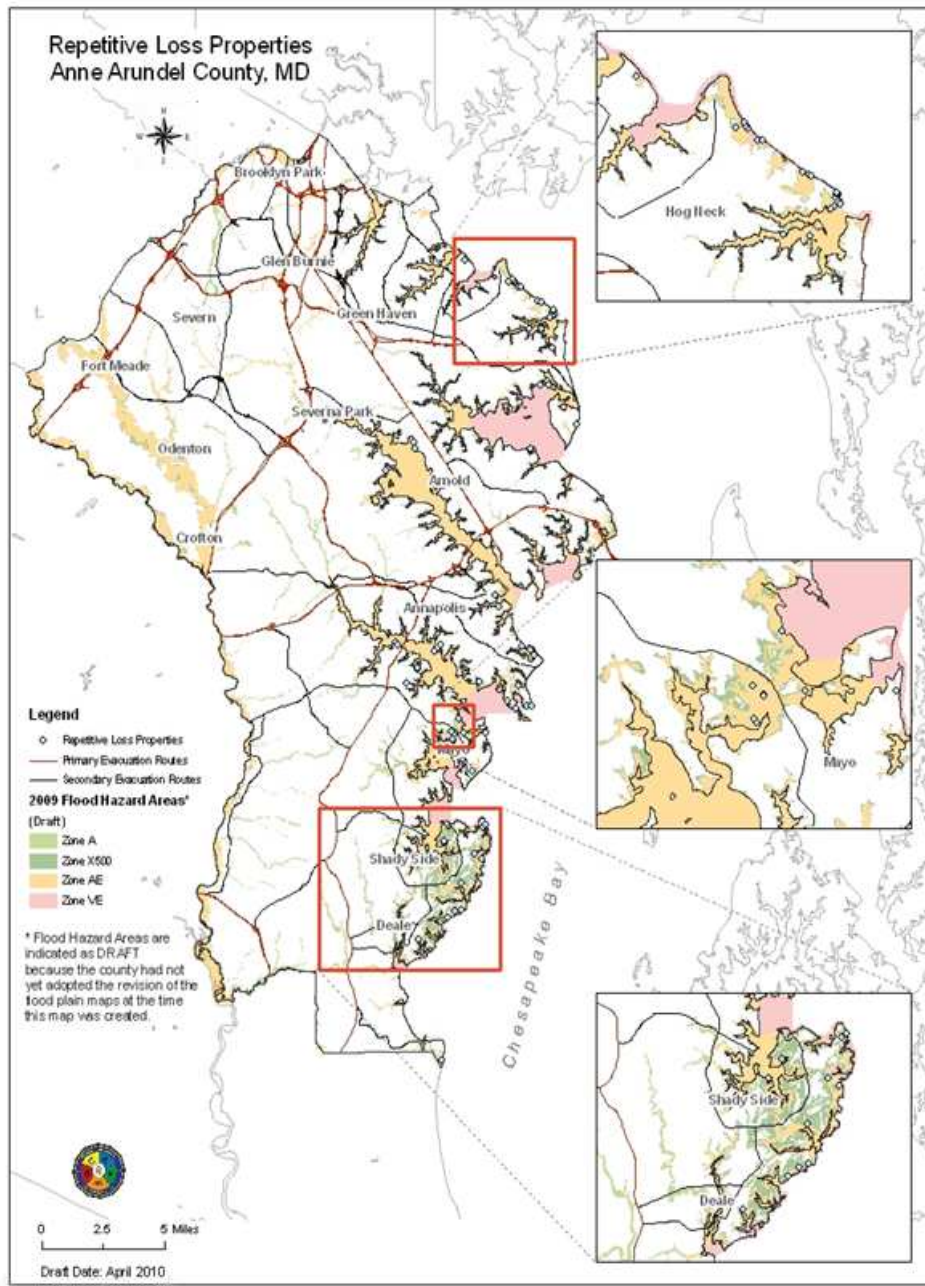 Repetitive Loss Properties
Anne Arundel County, MD
N
W
E
S
Brooklyn Park
Glen Burnie
Severn
Green Haven
Fort Meade
Severna Park
Odenton
Arnold
Crofton
Annapolis
Mayo
Shady Side
Deale
Chesapeake Bay
Hog Neck
Mayo
Shady Side
Deale
Legend
Repetitive Loss Properties
Primary Evacuation Routes
Secondary Evacuation Routes
2009 Flood Hazard Areas*
(Draft)
Zone A
Zone X500
Zone AE
Zone VE
* Flood Hazard Areas are
indicated as DRAFT
because the county had not
yet adopted the revision of the
flood plain maps at the time
this map was created.
0 2.5 5 Miles
Draft Date: April 2010